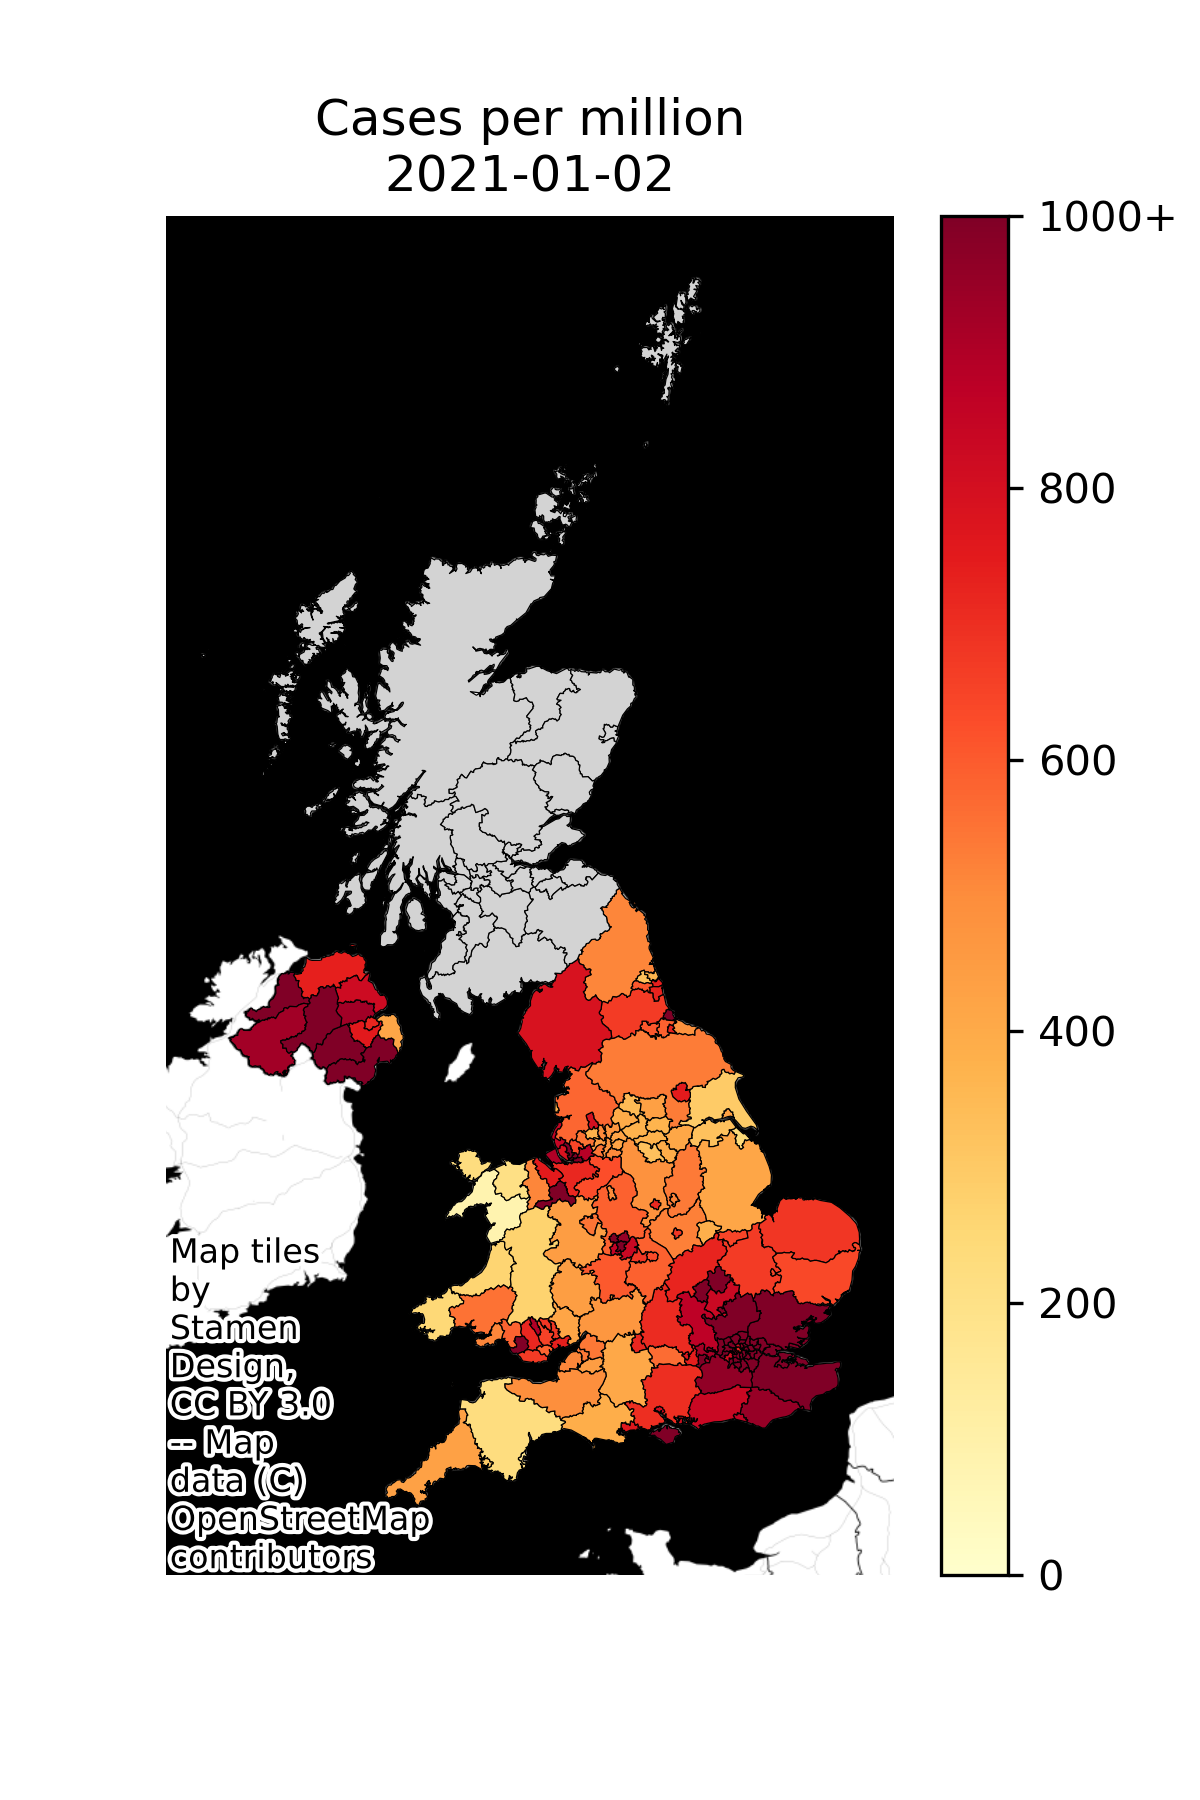 Cases per million
2021-01-02
1000+
800
600
400
200
0
Map tiles
by
Stamen
Design,
CC BY 3.0
-- Map
data (C)
OpenStreetMap
contributors